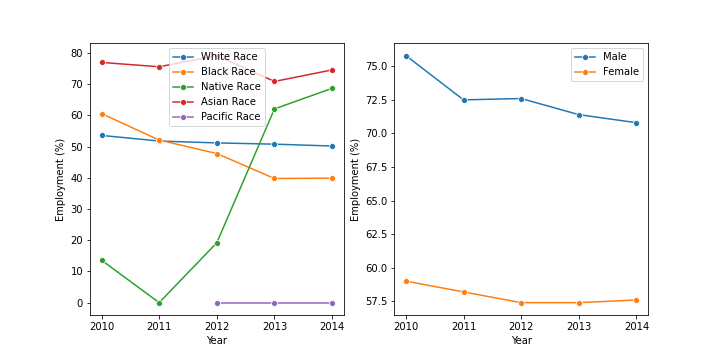 80
70
60
50
40
30
20
10
0
Employment (%)
2010 2011 2012 2013 2014
Year
White Race
Black Race
Native Race
Asian Race
Pacific Race
75.0
72.5
70.0
67.5
65.0
62.5
60.0
57.5
Employment (%)
2010 2011 2012 2013 2014
Year
Male
Female